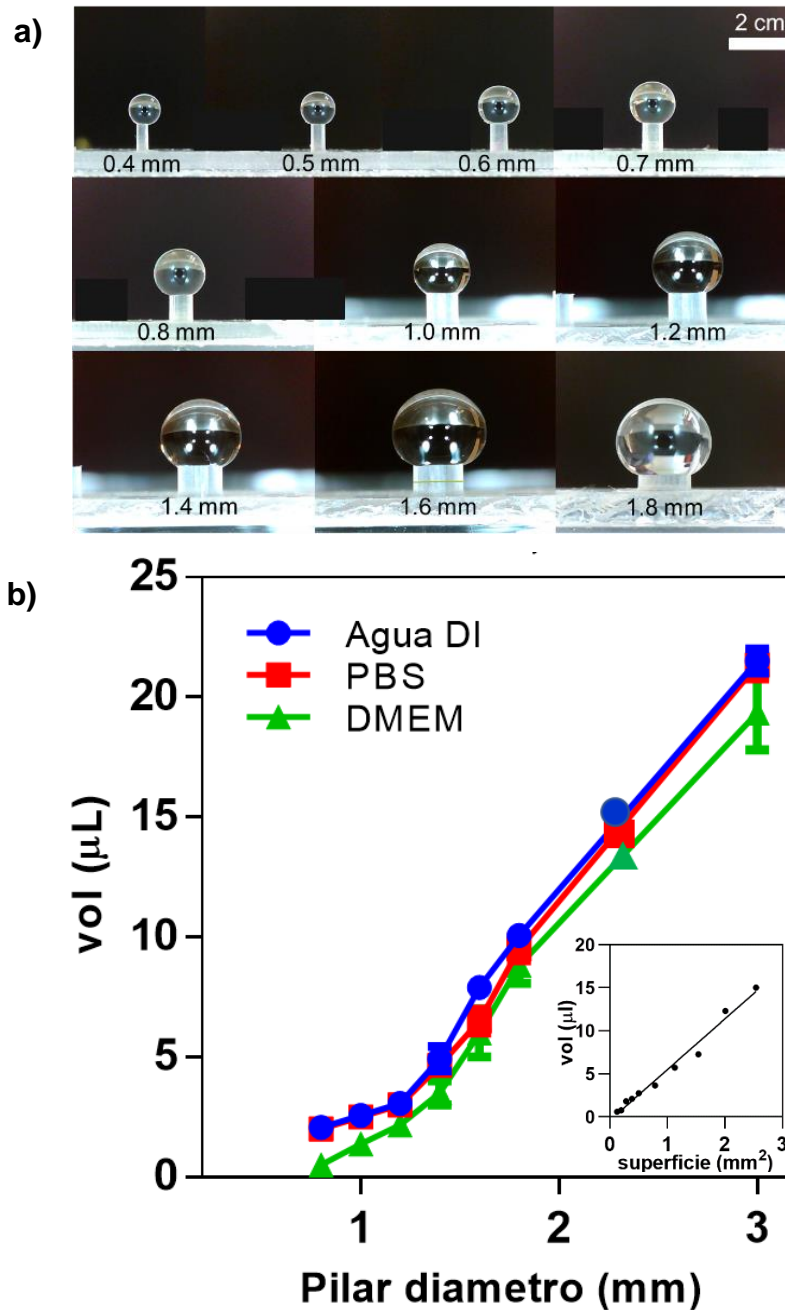 a)
2 cm
0.4 mm
0.5 mm
0.6 mm
0.7 mm
0.8 mm
1.0 mm
1.2 mm
1.4 mm
1.6 mm
1.8 mm
b)
25
20
15
10
5
0
vol (μL)
Agua DI
PBS
DMEM
1
2
3
Pilar diametro (mm)
20
15
10
5
0
vol (μl)
0
1
2
3
superficie (mm²)